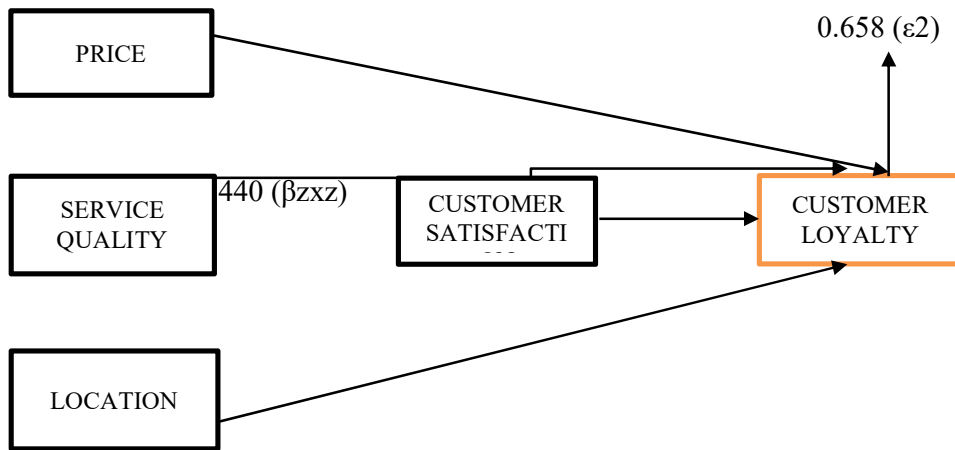 PRICE
0.658 (ε2)
SERVICE
QUALITY
440 (βzxz)
CUSTOMER
SATISFACTI
CUSTOMER
LOYALTY
LOCATION